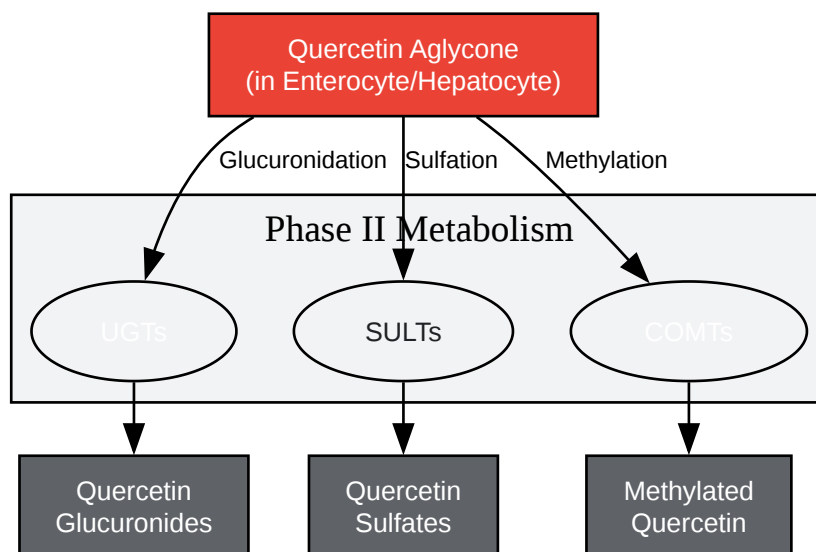 Quercetin Aglycone
(in Enterocyte/Hepatocyte)
Glucuronidation
Sulfation
Methylation
Phase II Metabolism
UGTs
SULTs
COMTs
Quercetin
Glucuronides
Quercetin
Sulfates
Methylated
Quercetin